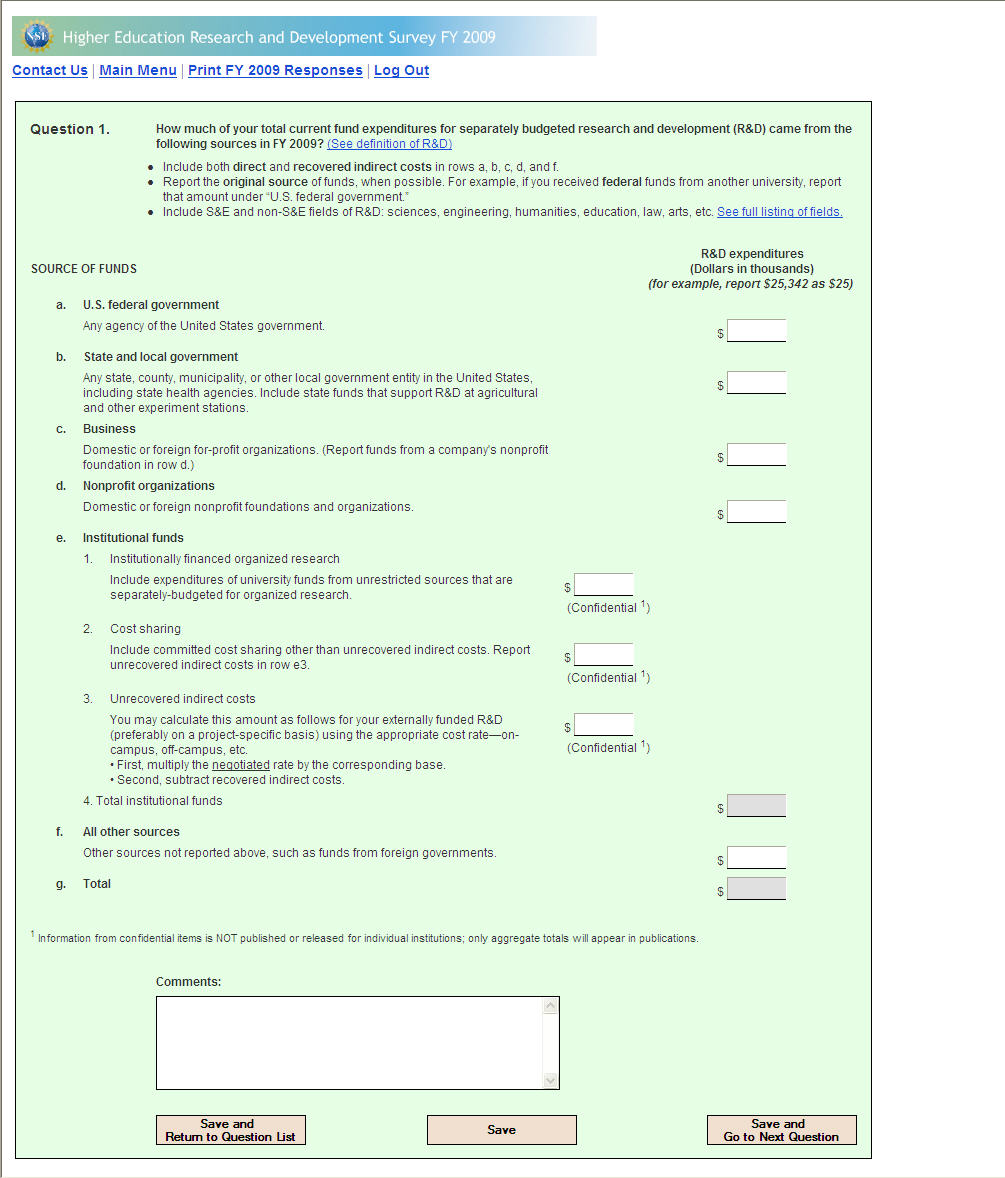 NSF
Higher Education Research and Development Survey FY 2009
Contact Us | Main Menu | Print FY 2009 Responses | Log Out
Question 1.
How much of your total current fund expenditures for separately budgeted research and development (R&D) came from the
following sources in FY 2009? (See definition of R&D)
• Include both direct and recovered indirect costs in rows a, b, c, d, and f.
• Report the original source of funds, when possible. For example, if you received federal funds from another university, report
that amount under "U.S. federal government."
• Include S&E and non-S&E fields of R&D: sciences, engineering, humanities, education, law, arts, etc. See full listing of fields.
R&D expenditures
SOURCE OF FUNDS (Dollars in thousands)
(for example, report $25,342 as $25)
a. U.S. federal government
Any agency of the United States government. $
b. State and local government
Any state, county, municipality, or other local government entity in the United States, $
including state health agencies. Include state funds that support R&D at agricultural
and other experiment stations.
c. Business
Domestic or foreign for-profit organizations. (Report funds from a company's nonprofit $
foundation in row d.)
d. Nonprofit organizations
Domestic or foreign nonprofit foundations and organizations. $
e. Institutional funds
1. Institutionally financed organized research
Include expenditures of university funds from unrestricted sources that are $
separately-budgeted for organized research.
(Confidential 1)
2. Cost sharing
Include committed cost sharing other than unrecovered indirect costs. Report $
unrecovered indirect costs in row e3.
(Confidential 1)
3. Unrecovered indirect costs
You may calculate this amount as follows for your externally funded R&D $
(preferably on a project-specific basis) using the appropriate cost rate—on-
campus, off-campus, etc. (Confidential 1)
• First, multiply the negotiated rate by the corresponding base.
• Second, subtract recovered indirect costs.
4. Total institutional funds $
f. All other sources
Other sources not reported above, such as funds from foreign governments. $
g. Total $
1 Information from confidential items is NOT published or released for individual institutions; only aggregate totals will appear in publications.
Comments:
Save and
Return to Question List
Save
Save and
Go to Next Question